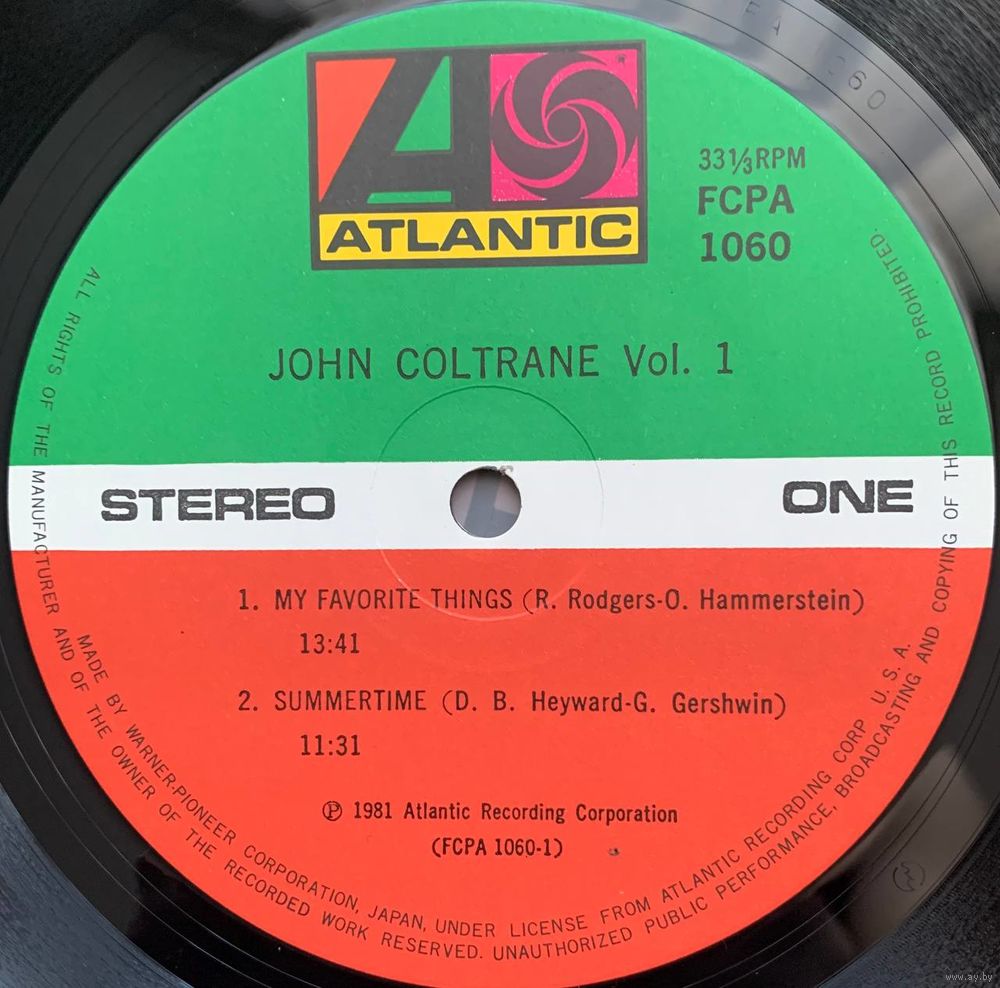 ATLANTIC
33⅓RPM
FCPA
1060
JOHN COLTRANE Vol. 1
STEREO
ONE
1. MY FAVORITE THINGS (R. Rodgers-O. Hammerstein)
13:41
2. SUMMERTIME (D. B. Heyward-G. Gershwin)
11:31
Ⓟ 1981 Atlantic Recording Corporation
(FCPA 1060-1)
MADE BY WARNER-PIONEER CORPORATION, JAPAN, UNDER LICENSE FROM ATLANTIC RECORDING CORP U. S. A.
ALL RIGHTS OF THE MANUFACTURER AND OF THE OWNER OF THE RECORDED WORK RESERVED. UNAUTHORIZED PUBLIC PERFORMANCE, BROADCASTING AND COPYING OF THIS RECORD PROHIBITED.
www.ay.by